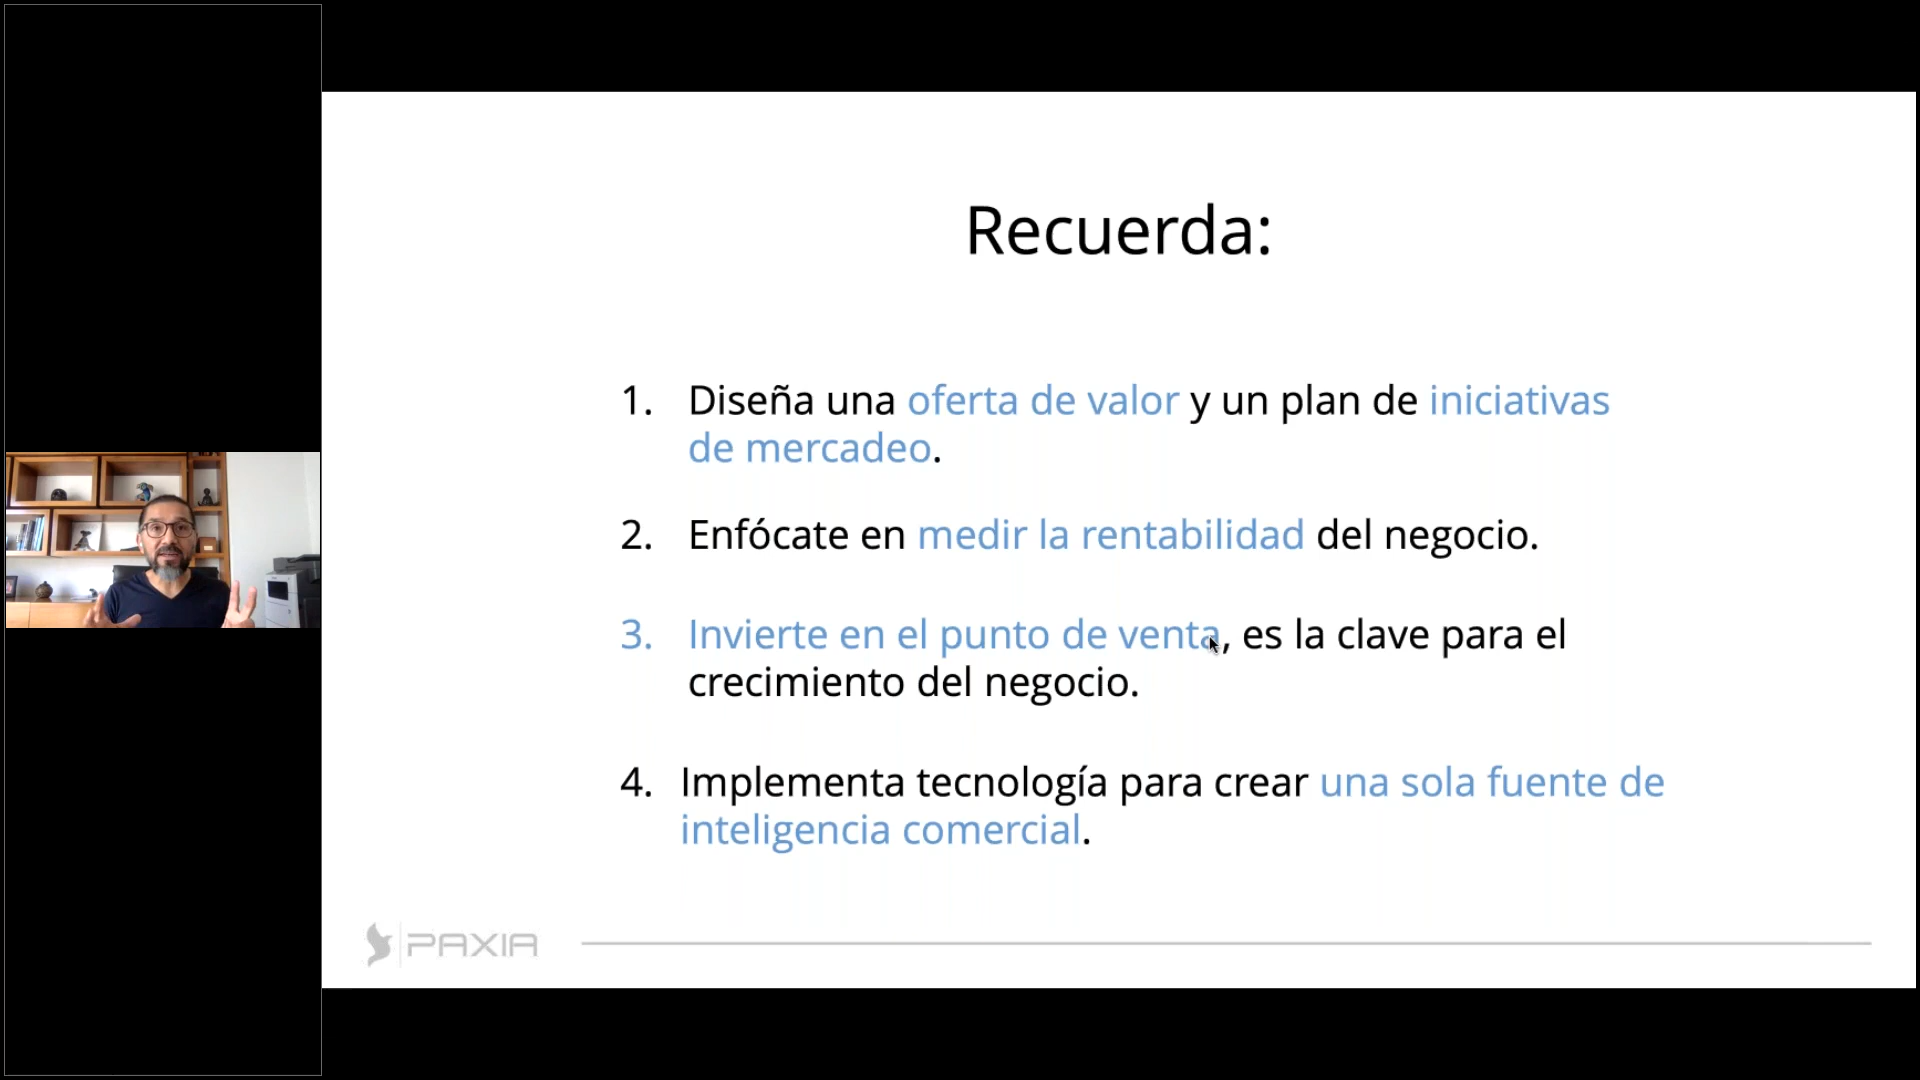 Recuerda:
1. Diseña una oferta de valor y un plan de iniciativas
de mercadeo.
2. Enfócate en medir la rentabilidad del negocio.
3. Invierte en el punto de venta, es la clave para el
crecimiento del negocio.
4. Implementa tecnología para crear una sola fuente de
inteligencia comercial.
PAXIA